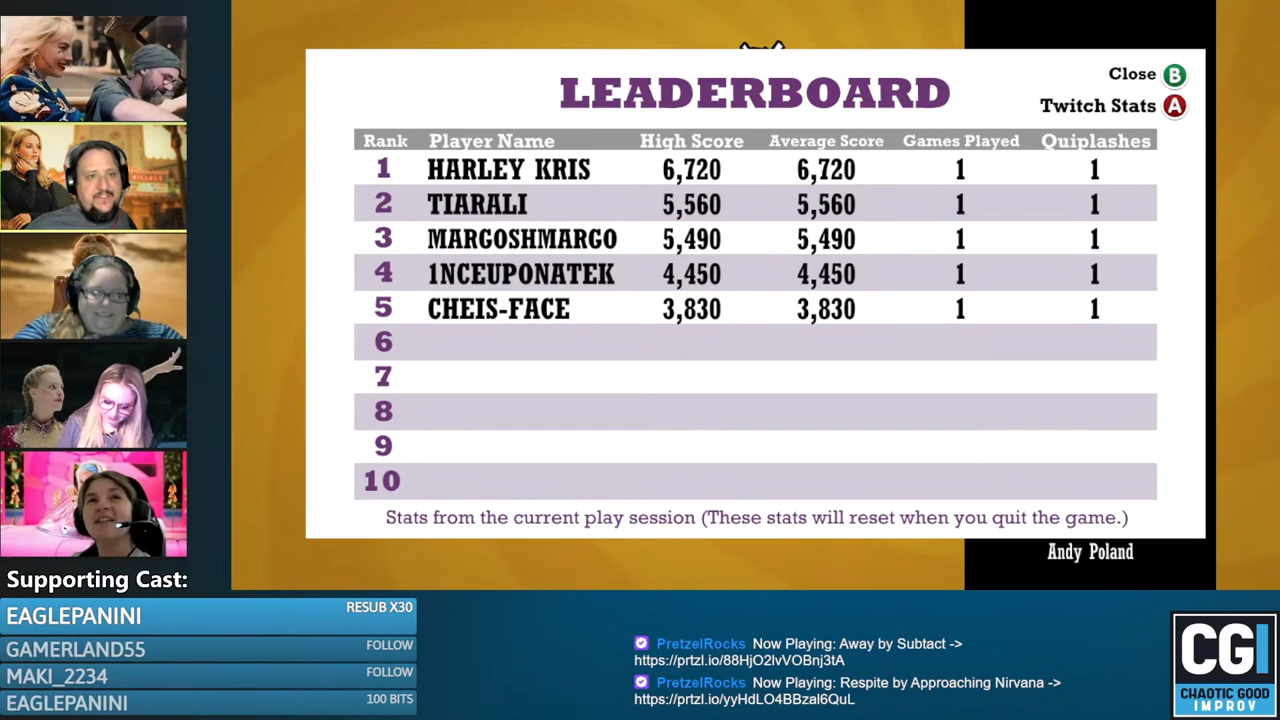 LEADERBOARD
Close B
Twitch Stats A
Rank Player Name High Score Average Score Games Played Quiplashes
1 HARLEY KRIS 6,720 6,720 1 1
2 TIARALI 5,560 5,560 1 1
3 MARGOSHMARGO 5,490 5,490 1 1
4 1NCEUPONATEK 4,450 4,450 1 1
5 CHEIS-FACE 3,830 3,830 1 1
6
7
8
9
10
Stats from the current play session (These stats will reset when you quit the game.)
Andy Poland
Supporting Cast:
EAGLEPANINI RESUB X30
GAMERLAND55 FOLLOW
MAKI_2234 FOLLOW
EAGLEPANINI 100 BITS
PretzelRocks Now Playing: Away by Subtact ->
https://prtzl.io/88HjO2lvVOBnj3tA
PretzelRocks Now Playing: Respite by Approaching Nirvana ->
https://prtzl.io/yyHdLO4BBzal6QuL
CGI
CHAOTIC GOOD
IMPROV